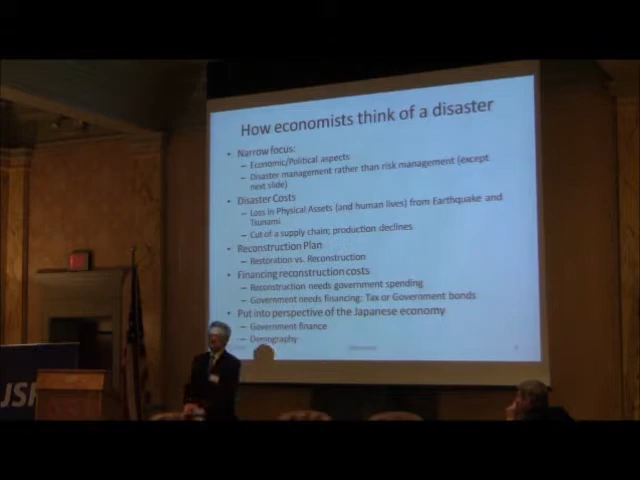 How economists think of a disaster
• Narrow focus:
– Economic/Political aspects
– Disaster management rather than risk management (except
next slide)
• Disaster Costs
– Loss in Physical Assets (and human lives) from Earthquake and
Tsunami
– Cut of a supply chain; production declines
• Reconstruction Plan
– Restoration vs. Reconstruction
• Financing reconstruction costs
– Reconstruction needs government spending
– Government needs financing: Tax or Government bonds
• Put into perspective of the Japanese economy
– Government finance
– Demography
JS